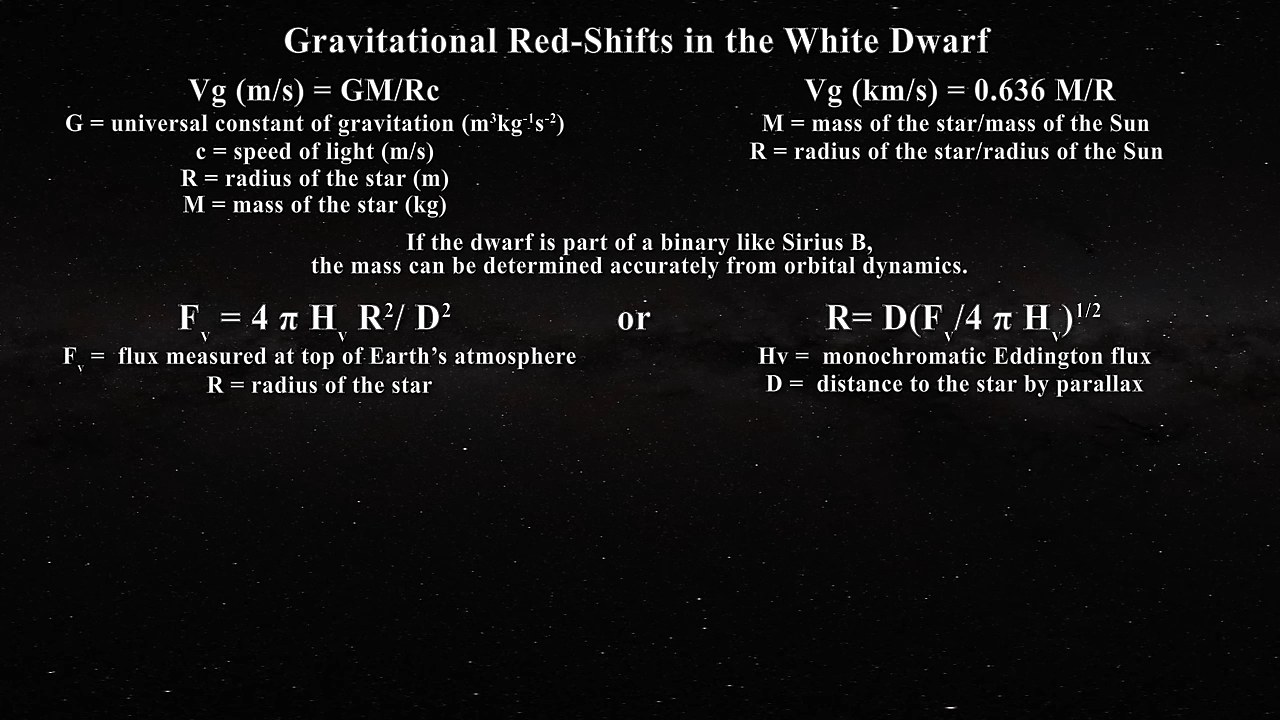 Gravitational Red-Shifts in the White Dwarf
Vg (m/s) = GM/Rc
G = universal constant of gravitation (m³kg⁻¹s⁻²)
c = speed of light (m/s)
R = radius of the star (m)
M = mass of the star (kg)
Vg (km/s) = 0.636 M/R
M = mass of the star/mass of the Sun
R = radius of the star/radius of the Sun
If the dwarf is part of a binary like Sirius B,
the mass can be determined accurately from orbital dynamics.
Fᵥ = 4 π Hᵥ R²/ D²
or
R= D(Fᵥ/4 π Hᵥ)¹/²
Fᵥ = flux measured at top of Earth’s atmosphere
R = radius of the star
Hv = monochromatic Eddington flux
D = distance to the star by parallax